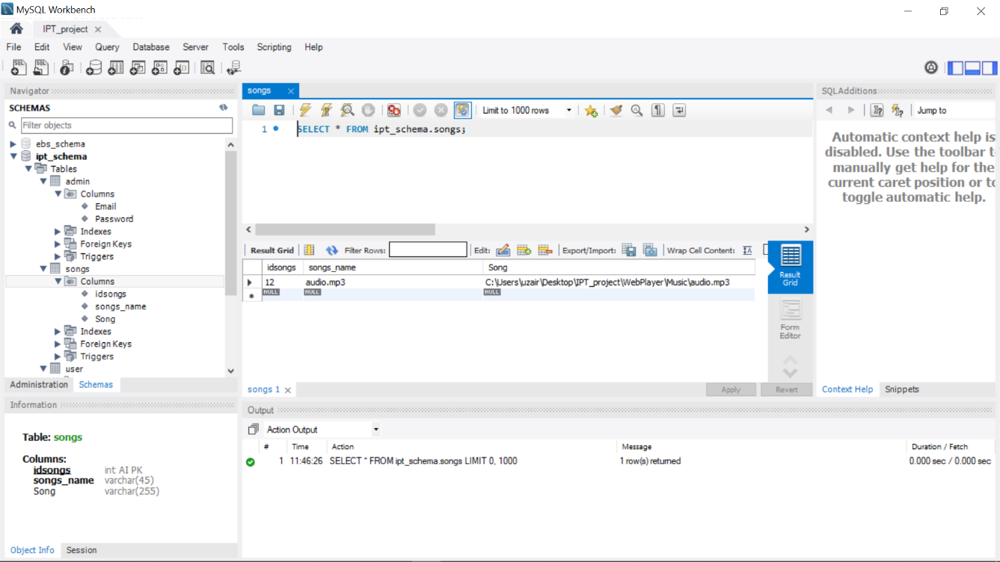 MySQL Workbench
IPT_project
File Edit View Query Database Server Tools Scripting Help
Navigator
SCHEMAS
Filter objects
ebs_schema
ipt_schema
Tables
admin
Columns
Email
Password
Indexes
Foreign Keys
Triggers
songs
Columns
idsongs
songs_name
Song
Indexes
Foreign Keys
Triggers
user
Administration Schemas
Information
Table: songs
Columns:
idsongs int AI PK
songs_name varchar(45)
Song varchar(255)
Object Info Session
songs
Limit to 1000 rows
1 SELECT * FROM ipt_schema.songs;
Result Grid Filter Rows: Edit: Export/Import: Wrap Cell Content:
idsongs songs_name Song
12 audio.mp3 C:\Users\uzair\Desktop\IPT_project\WebPlayer\Music\audio.mp3
NULL NULL NULL
Result
Grid
Form
Editor
songs 1 Apply Revert
SQLAdditions
Jump to
Automatic context help is
disabled. Use the toolbar t
manually get help for the
current caret position or to
toggle automatic help.
Context Help Snippets
Output
Action Output
# Time Action Message Duration / Fetch
1 11:46:26 SELECT * FROM ipt_schema.songs LIMIT 0, 1000 1 row(s) returned 0.000 sec / 0.000 sec